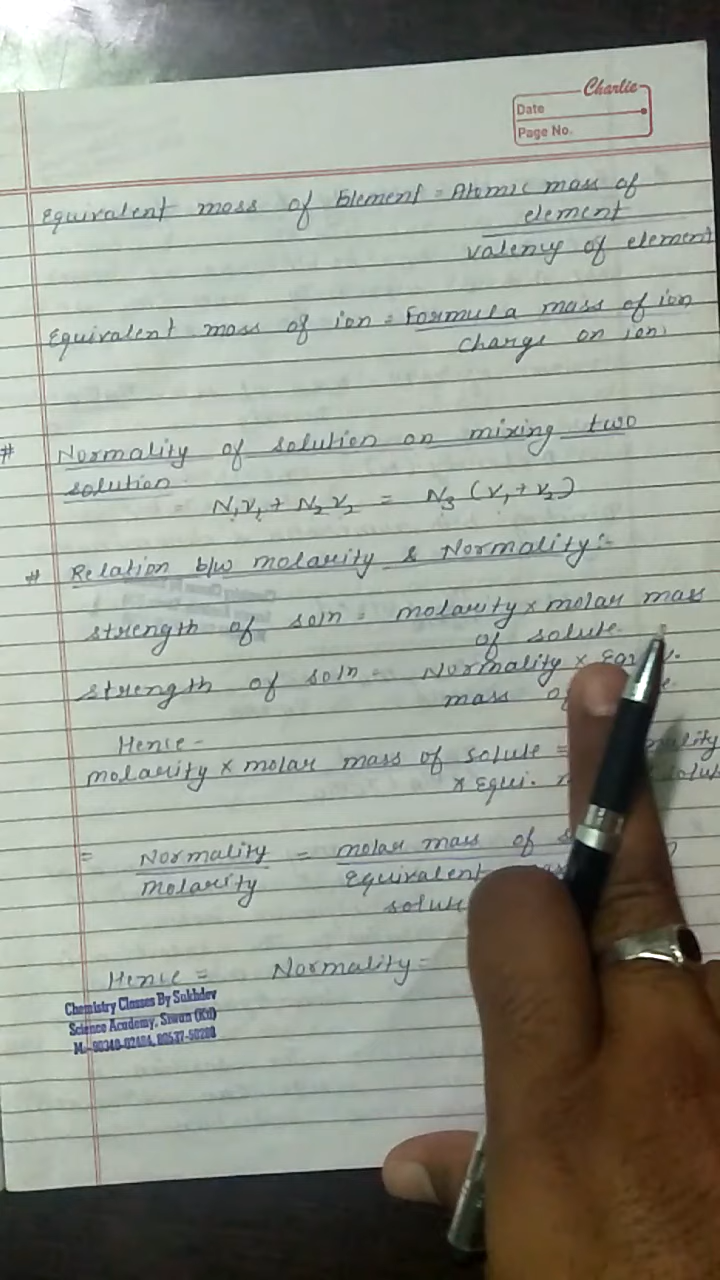 Charlie
Date
Page No.
Equivalent mass of Element = Atomic mass of
element
valency of element
Equivalent mass of ion = Formula mass of ion
charge on ion.
# Normality of solution on mixing two
solution.
= N₁V₁ + N₂V₂ = N₃ (V₁ + V₂)
# Relation b/w molarity & Normality:-
strength of soln = molarity × molar mass
of solute.
strength of soln = Normality ×
mass
Hence -
molarity × molar mass of solute =
× Equi.
= Normality = molar mass of
molarity Equivalent
Hence = Normality =
Chemistry Classes By Sukhdev
Science Academy, Siwan (Ktl)